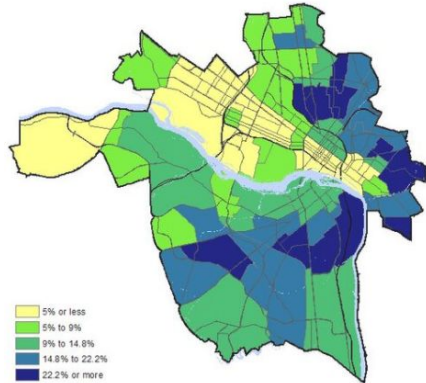 5% or less
5% to 9%
9% to 14.8%
14.8% to 22.2%
22.2% or more